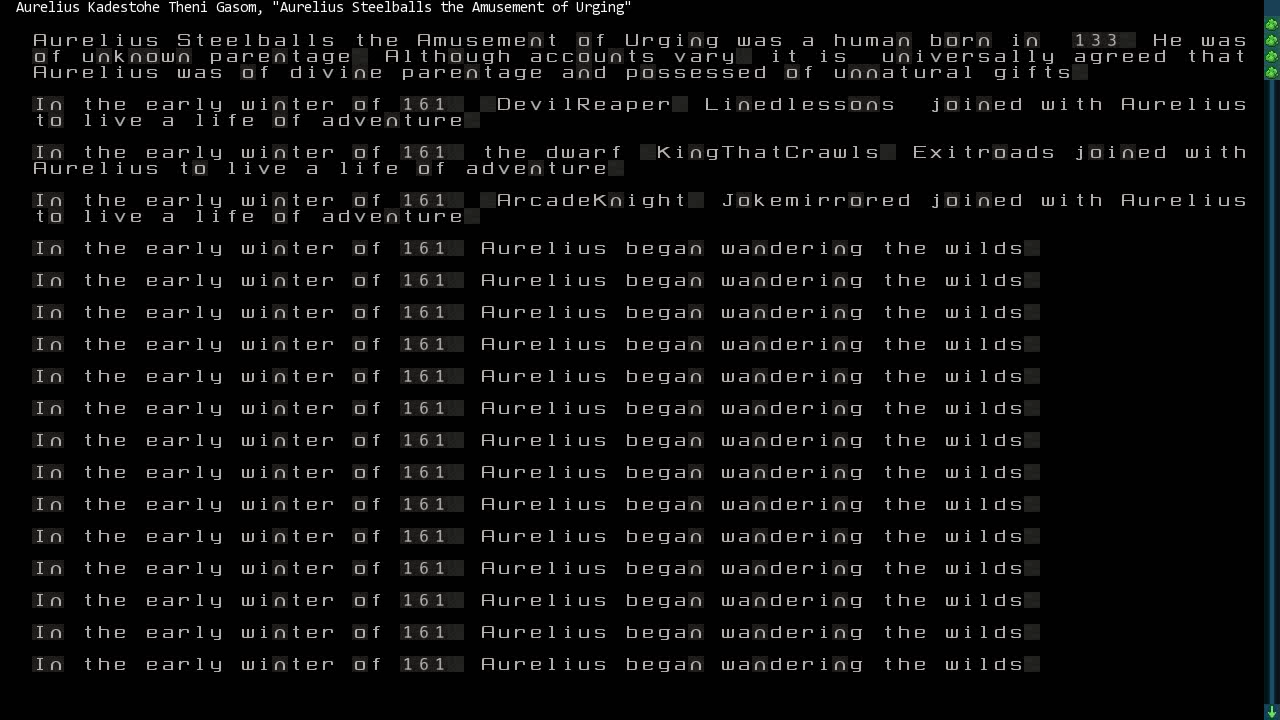 Aurelius Kadestohe Theni Gasom, "Aurelius Steelballs the Amusement of Urging"
Aurelius Steelballs the Amusement of Urging was a human born in 133 He was
of unknown parentage Although accounts vary it is universally agreed that
Aurelius was of divine parentage and possessed of unnatural gifts
In the early winter of 161 DevilReaper Linedlessons joined with Aurelius
to live a life of adventure
In the early winter of 161 the dwarf KingThatCrawls Exitroads joined with
Aurelius to live a life of adventure
In the early winter of 161 ArcadeKnight Jokemirrored joined with Aurelius
to live a life of adventure
In the early winter of 161 Aurelius began wandering the wilds
In the early winter of 161 Aurelius began wandering the wilds
In the early winter of 161 Aurelius began wandering the wilds
In the early winter of 161 Aurelius began wandering the wilds
In the early winter of 161 Aurelius began wandering the wilds
In the early winter of 161 Aurelius began wandering the wilds
In the early winter of 161 Aurelius began wandering the wilds
In the early winter of 161 Aurelius began wandering the wilds
In the early winter of 161 Aurelius began wandering the wilds
In the early winter of 161 Aurelius began wandering the wilds
In the early winter of 161 Aurelius began wandering the wilds
In the early winter of 161 Aurelius began wandering the wilds
In the early winter of 161 Aurelius began wandering the wilds
In the early winter of 161 Aurelius began wandering the wilds